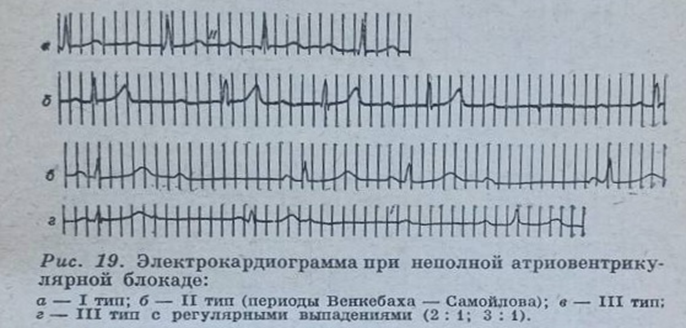 а
б
б
г
Рис. 19. Электрокардиограмма при неполной атриовентрику-
лярной блокаде:
а — I тип; б — II тип (периоды Венкебаха — Самойлова); в — III тип;
г — III тип с регулярными выпадениями (2 : 1; 3 : 1).